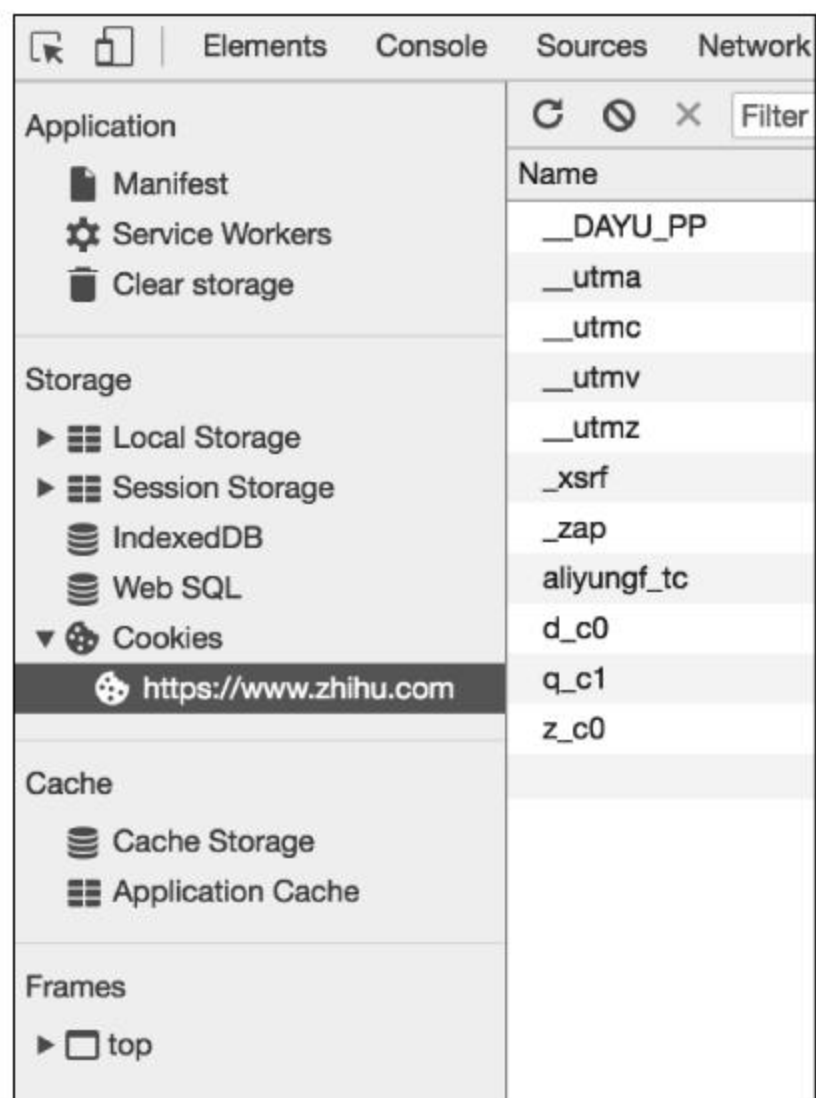 Elements Console Sources Network
Application
Manifest
Service Workers
Clear storage
Storage
Local Storage
Session Storage
IndexedDB
Web SQL
Cookies
https://www.zhihu.com
Cache
Cache Storage
Application Cache
Frames
top
Filter
Name
__DAYU_PP
__utma
__utmc
__utmv
__utmz
_xsrf
_zap
aliyungf_tc
d_c0
q_c1
z_c0